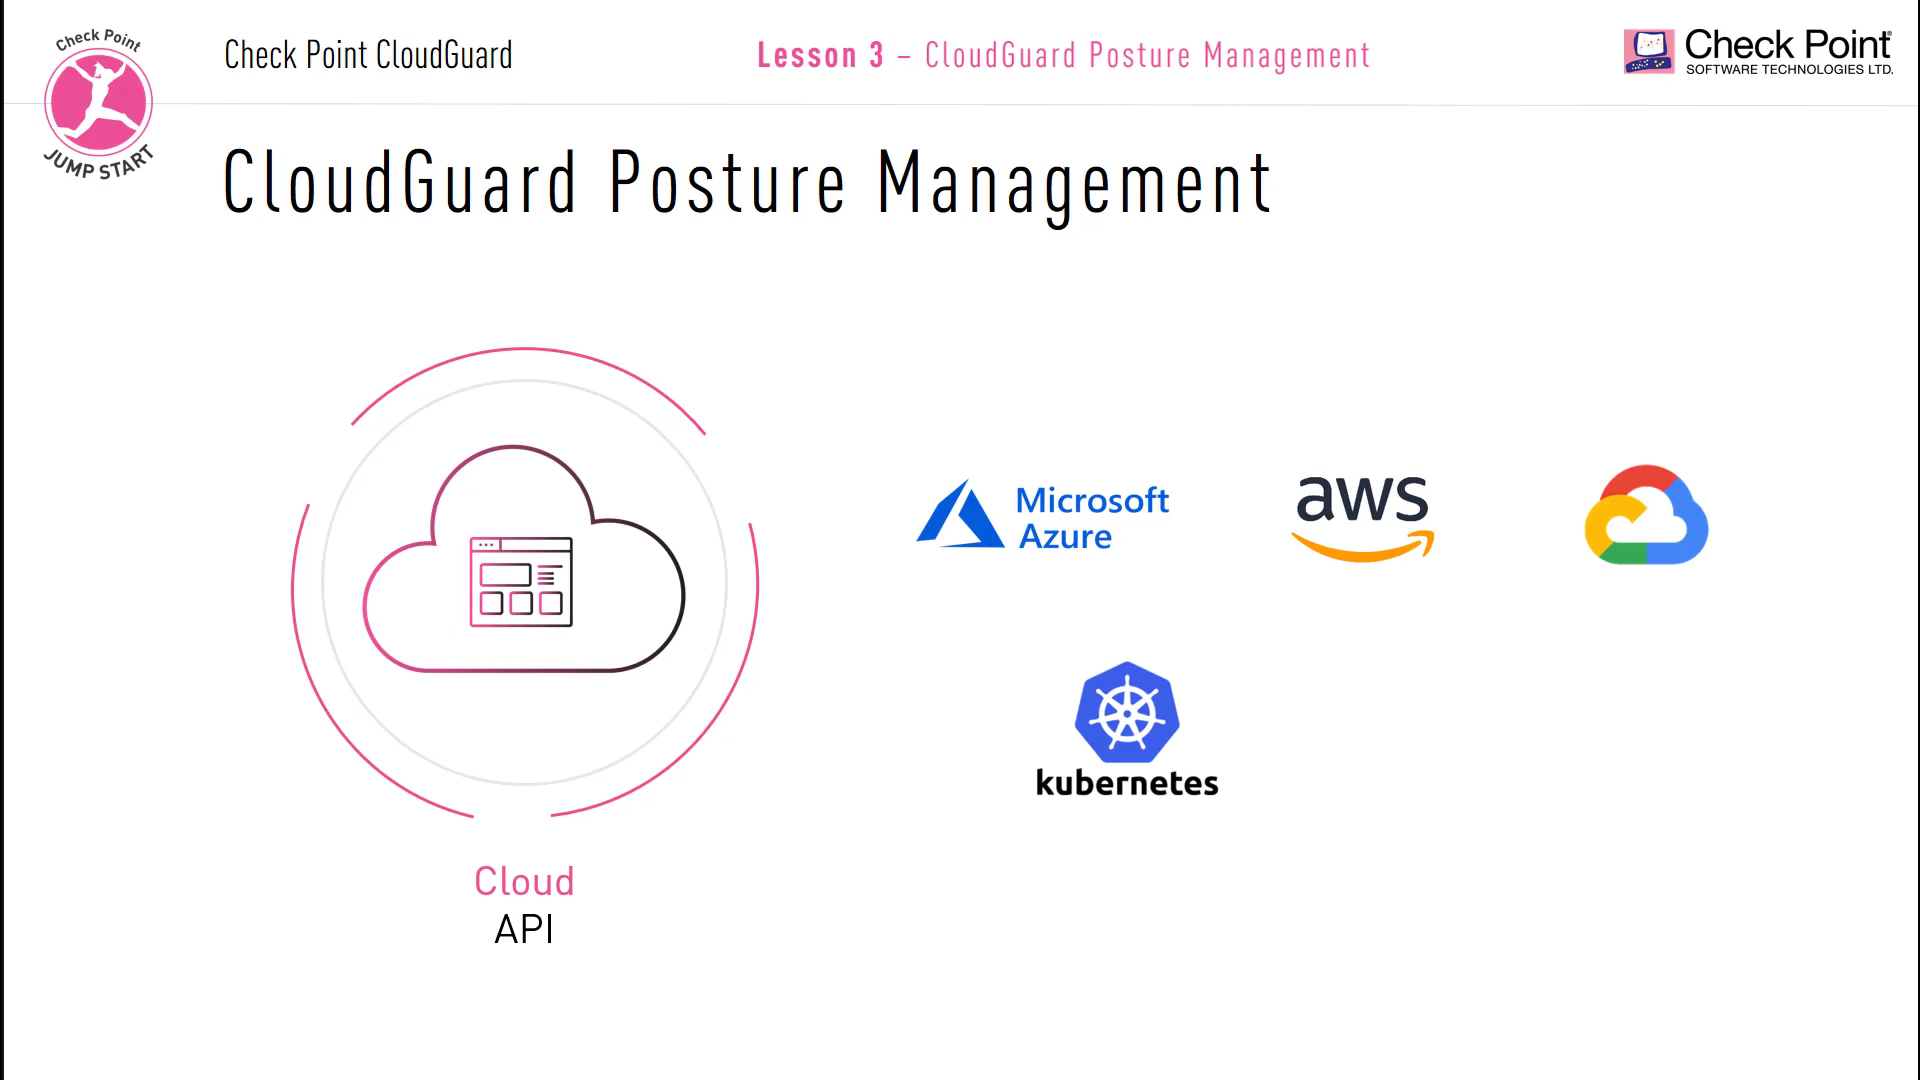 Check Point
JUMP START
Check Point CloudGuard
Lesson 3 – CloudGuard Posture Management
Check Point®
SOFTWARE TECHNOLOGIES LTD.
CloudGuard Posture Management
Microsoft
Azure
aws
kubernetes
Cloud
API